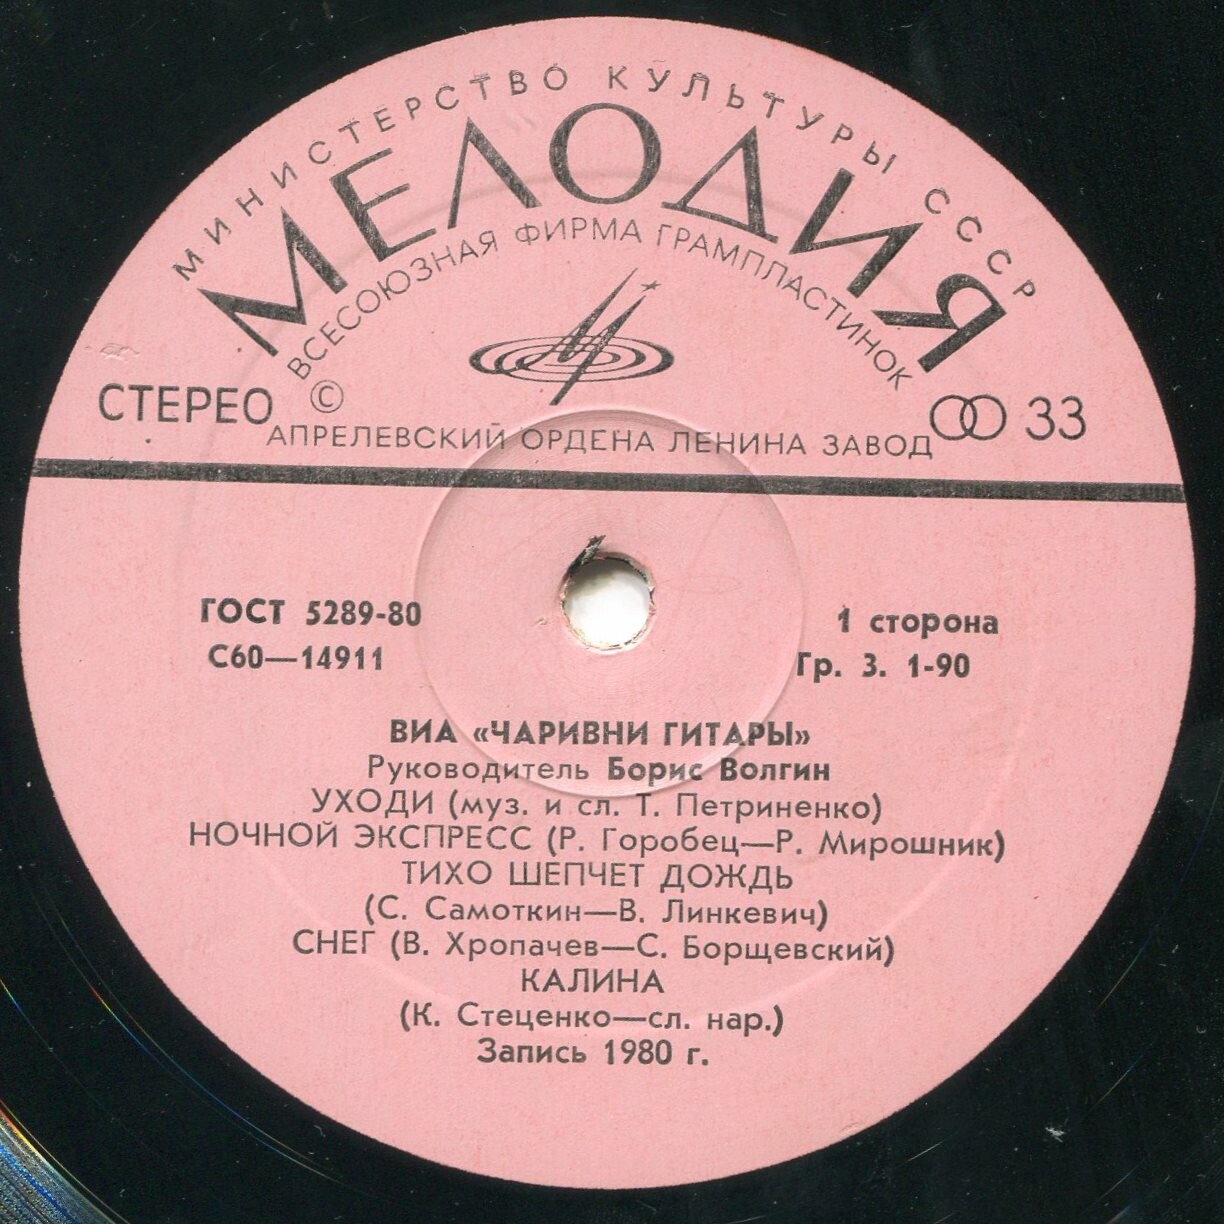 МИНИСТЕРСТВО КУЛЬТУРЫ СССР
МЕЛОДИЯ
ВСЕСОЮЗНАЯ ФИРМА ГРАМПЛАСТИНОК
СТЕРЕО © 33
АПРЕЛЕВСКИЙ ОРДЕНА ЛЕНИНА ЗАВОД
ГОСТ 5289-80
С60—14911
1 сторона
Гр. 3. 1-90
ВИА «ЧАРИВНИ ГИТАРЫ»
Руководитель Борис Волгин
УХОДИ (муз. и сл. Т. Петриненко)
НОЧНОЙ ЭКСПРЕСС (Р. Горобец—Р. Мирошник)
ТИХО ШЕПЧЕТ ДОЖДЬ
(С. Самоткин—В. Линкевич)
СНЕГ (В. Хропачев—С. Борщевский)
КАЛИНА
(К. Стеценко—сл. нар.)
Запись 1980 г.